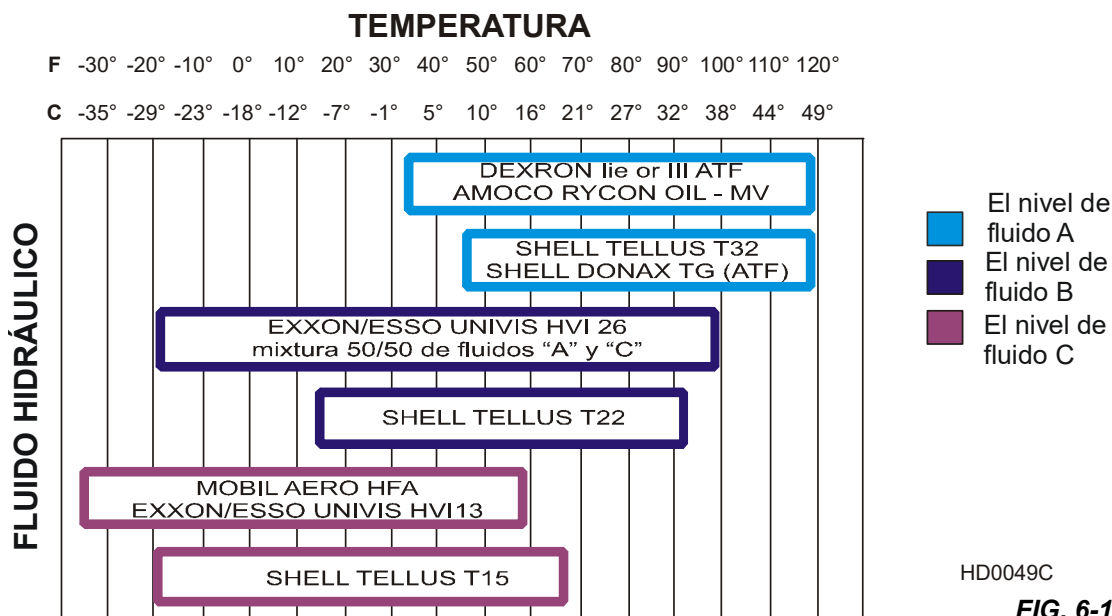 TEMPERATURA
F -30° -20° -10° 0° 10° 20° 30° 40° 50° 60° 70° 80° 90° 100° 110° 120°
C -35° -29° -23° -18° -12° -7° -1° 5° 10° 16° 21° 27° 32° 38° 44° 49°
FLUIDO HIDRÁULICO
DEXRON Iie or III ATF
AMOCO RYCON OIL - MV
SHELL TELLUS T32
SHELL DONAX TG (ATF)
EXXON/ESSO UNIVIS HVI 26
mixtura 50/50 de fluidos “A” y “C”
SHELL TELLUS T22
MOBIL AERO HFA
EXXON/ESSO UNIVIS HVI13
SHELL TELLUS T15
El nivel de
fluido A
El nivel de
fluido B
El nivel de
fluido C
HD0049C
FIG. 6-1